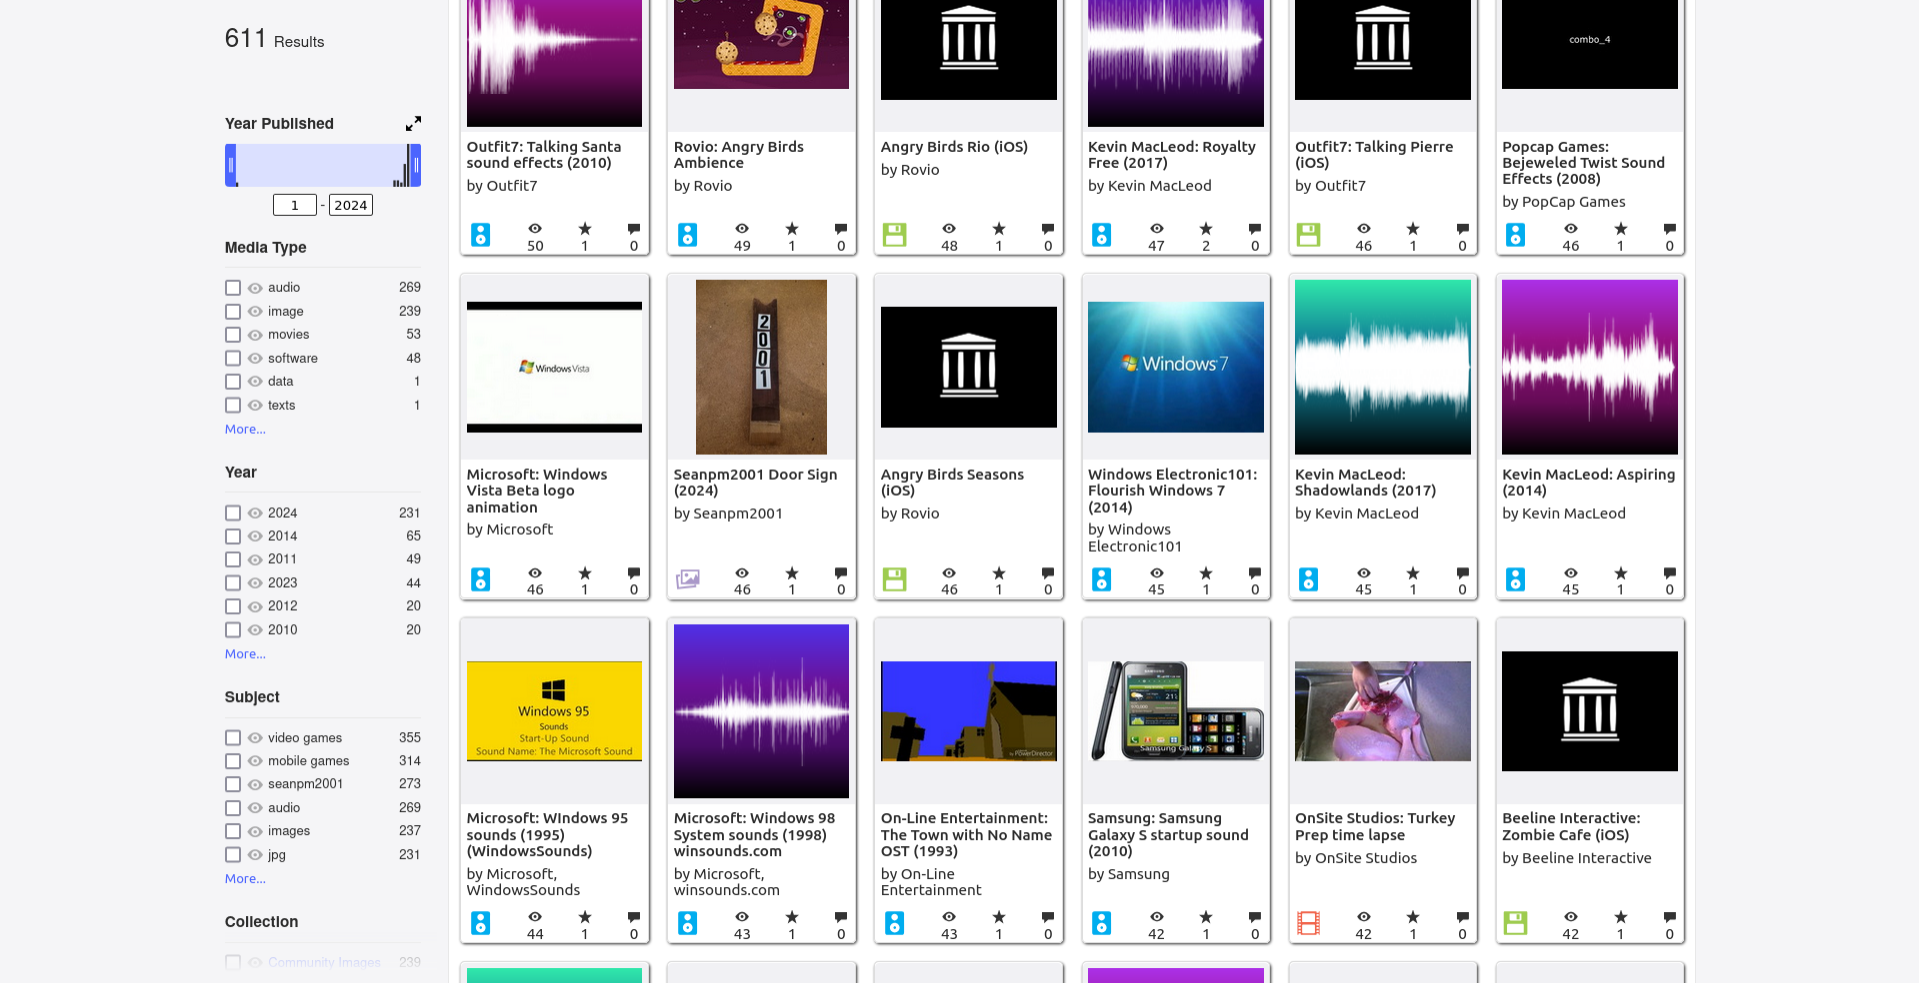 611 Results
Year Published
1 - 2024
Media Type
audio 269
image 239
movies 53
software 48
data 1
texts 1
More...
Year
2024 231
2014 65
2011 49
2023 44
2012 20
2010 20
More...
Subject
video games 355
mobile games 314
seanpm2001 273
audio 269
images 237
jpg 231
More...
Collection
Community Images 239
Outfit7: Talking Santa
sound effects (2010)
by Outfit7
50 1 0
Rovio: Angry Birds
Ambience
by Rovio
49 1 0
Angry Birds Rio (iOS)
by Rovio
48 1 0
Kevin MacLeod: Royalty
Free (2017)
by Kevin MacLeod
47 2 0
Outfit7: Talking Pierre
(iOS)
by Outfit7
46 1 0
combo_4
Popcap Games:
Bejeweled Twist Sound
Effects (2008)
by PopCap Games
46 1 0
Windows Vista
Microsoft: Windows
Vista Beta logo
animation
by Microsoft
46 1 0
2001
Seanpm2001 Door Sign
(2024)
by Seanpm2001
46 1 0
Angry Birds Seasons
(iOS)
by Rovio
46 1 0
Windows 7
Windows Electronic101:
Flourish Windows 7
(2014)
by Windows
Electronic101
45 1 0
Kevin MacLeod:
Shadowlands (2017)
by Kevin MacLeod
45 1 0
Kevin MacLeod: Aspiring
(2014)
by Kevin MacLeod
45 1 0
Windows 95
Sounds
Start-Up Sound
Sound Name: The Microsoft Sound
Microsoft: WIndows 95
sounds (1995)
(WindowsSounds)
by Microsoft,
WindowsSounds
44 1 0
Microsoft: Windows 98
System sounds (1998)
winsounds.com
by Microsoft,
winsounds.com
43 1 0
by PowerDirector
On-Line Entertainment:
The Town with No Name
OST (1993)
by On-Line
Entertainment
43 1 0
Samsung Galaxy S
Samsung: Samsung
Galaxy S startup sound
(2010)
by Samsung
42 1 0
OnSite Studios: Turkey
Prep time lapse
by OnSite Studios
42 1 0
Beeline Interactive:
Zombie Cafe (iOS)
by Beeline Interactive
42 1 0